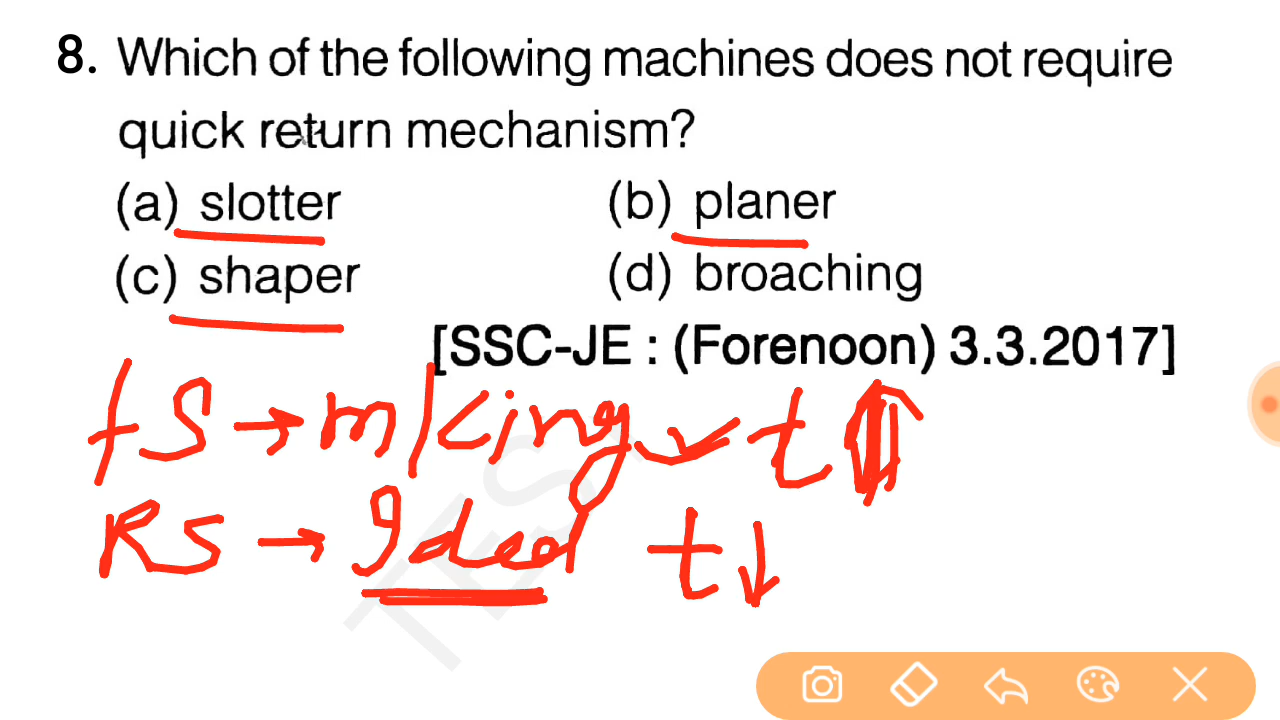 8. Which of the following machines does not require
quick return mechanism?
(a) slotter (b) planer
(c) shaper (d) broaching
[SSC-JE : (Forenoon) 3.3.2017]
fS → m/cing ✓ t ⇑
RS → Ideal t ↓
TES